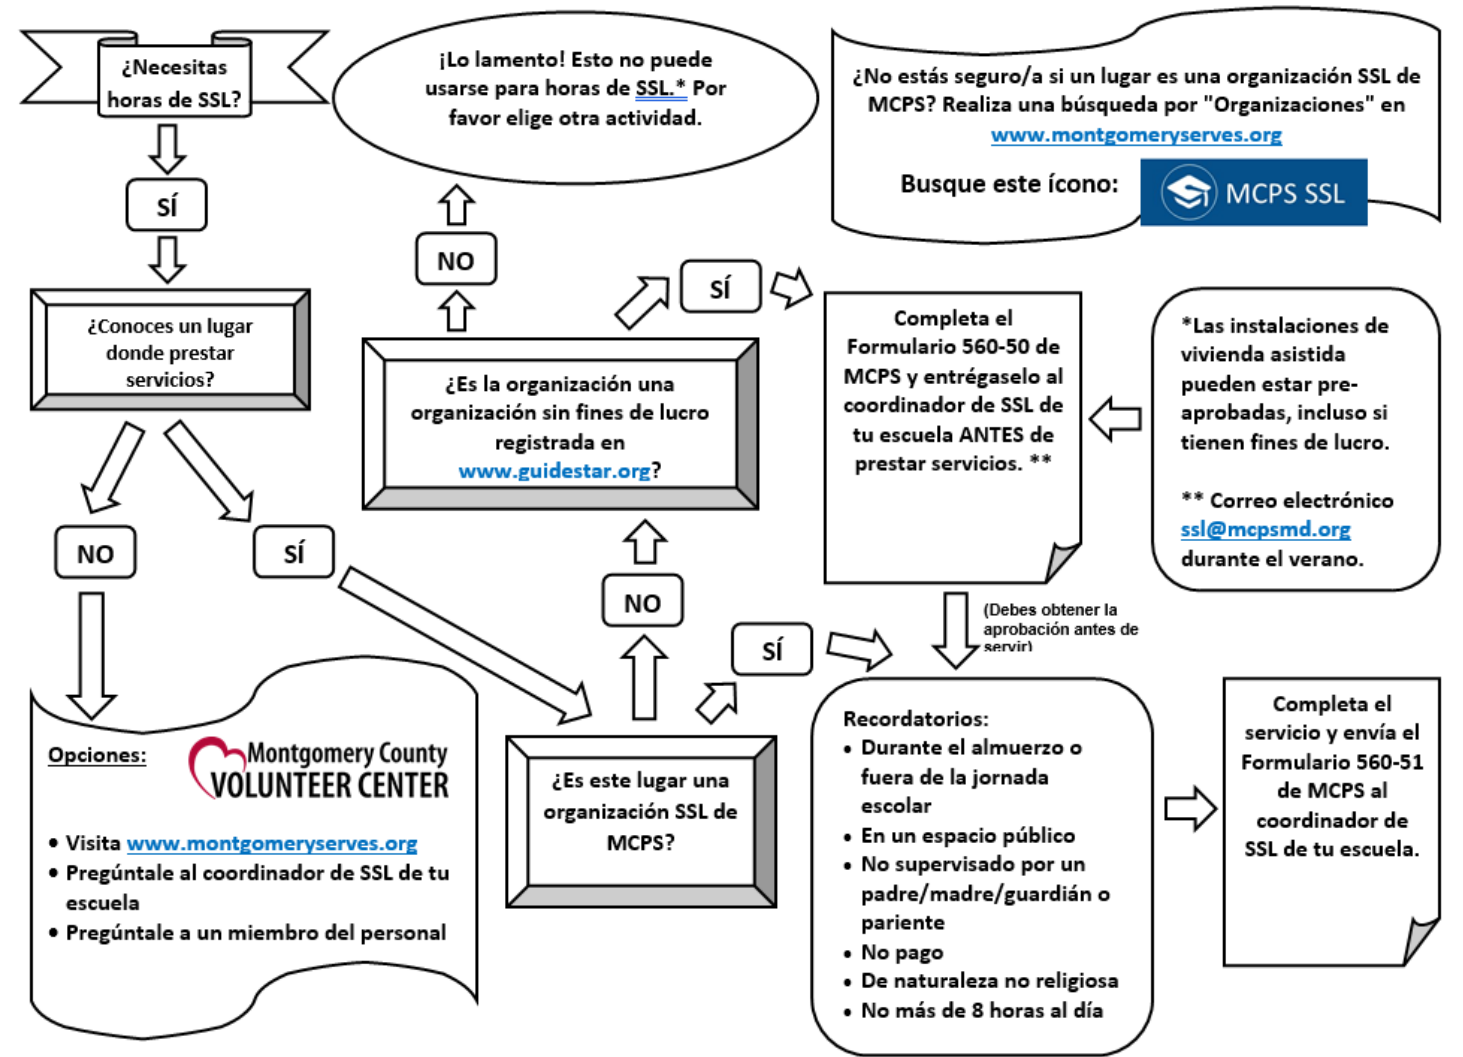 ¿Necesitas
horas de SSL?
SÍ
¿Conoces un lugar
donde prestar
servicios?
NO
SÍ
Opciones:
Montgomery County
VOLUNTEER CENTER
• Visita www.montgomeryserves.org
• Pregúntale al coordinador de SSL de tu
escuela
• Pregúntale a un miembro del personal
¡Lo lamento! Esto no puede
usarse para horas de SSL.* Por
favor elige otra actividad.
NO
¿Es la organización una
organización sin fines de lucro
registrada en
www.guidestar.org?
SÍ
NO
¿Es este lugar una
organización SSL de
MCPS?
SÍ
¿No estás seguro/a si un lugar es una organización SSL de
MCPS? Realiza una búsqueda por "Organizaciones" en
www.montgomeryserves.org
Busque este ícono:
MCPS SSL
Completa el
Formulario 560-50 de
MCPS y entrégaselo al
coordinador de SSL de
tu escuela ANTES de
prestar servicios. **
*Las instalaciones de
vivienda asistida
pueden estar pre-
aprobadas, incluso si
tienen fines de lucro.
** Correo electrónico
ssl@mcpsmd.org
durante el verano.
(Debes obtener la
aprobación antes de
servir)
Recordatorios:
• Durante el almuerzo o
fuera de la jornada
escolar
• En un espacio público
• No supervisado por un
padre/madre/guardián o
pariente
• No pago
• De naturaleza no religiosa
• No más de 8 horas al día
Completa el
servicio y envía el
Formulario 560-51
de MCPS al
coordinador de
SSL de tu escuela.